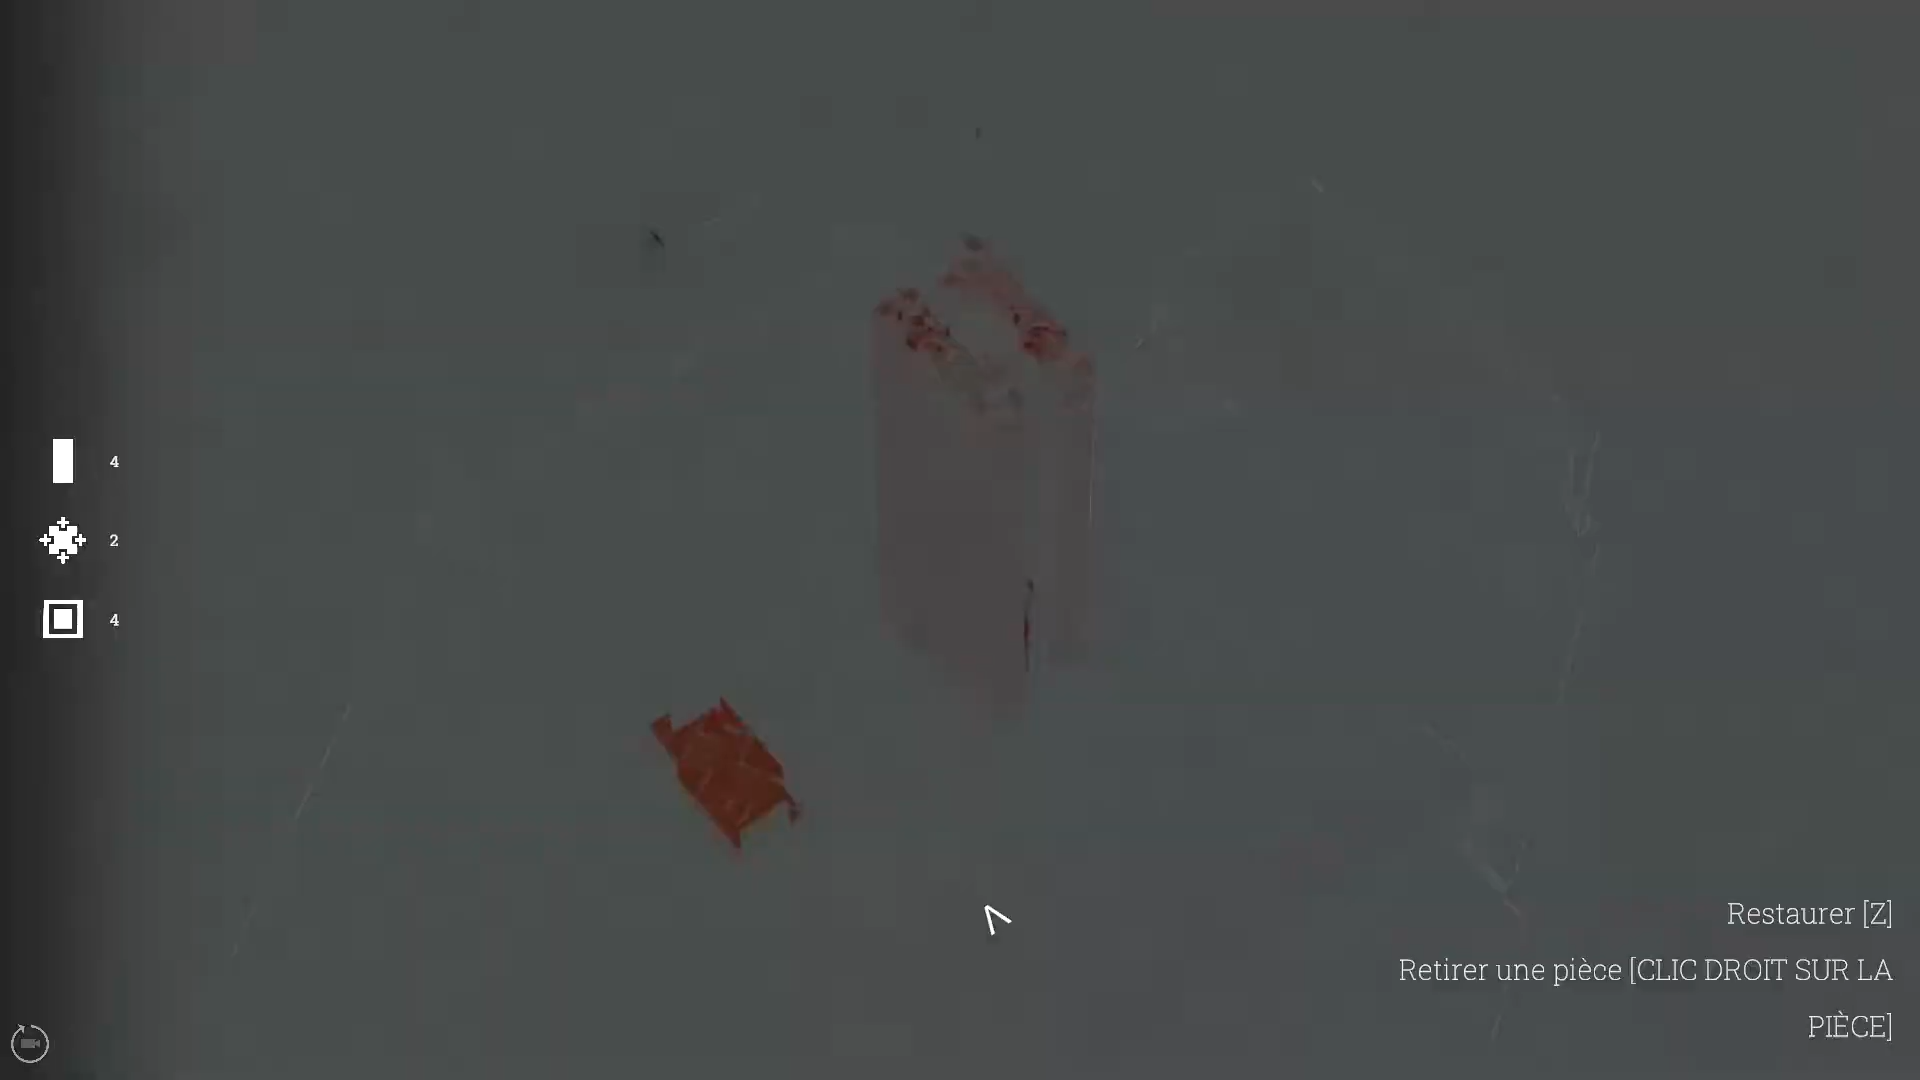 4
2
4
Restaurer [Z]
Retirer une pièce [CLIC DROIT SUR LA
PIÈCE]